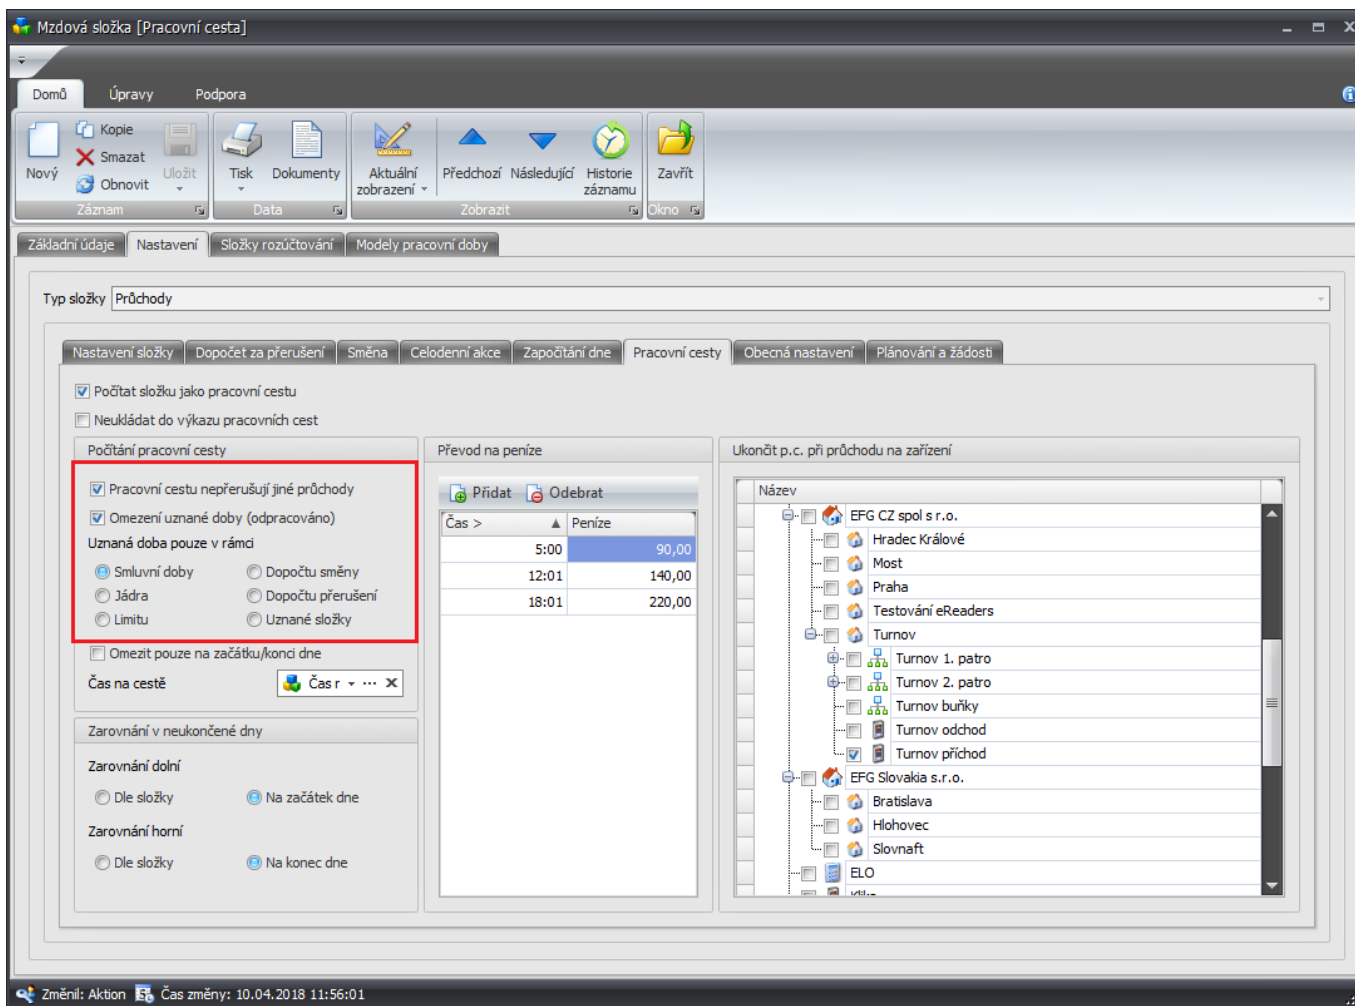 Mzdová složka [Pracovní cesta]
Domů Úpravy Podpora
Nový
Kopie
Smazat
Obnovit
Uložit
Záznam
Tisk
Dokumenty
Data
Aktuální
zobrazení
Předchozí
Následující
Historie
záznamu
Zobrazit
Zavřít
Okno
Základní údaje Nastavení Složky rozúčtování Modely pracovní doby
Typ složky Průchody
Nastavení složky Dopočet za přerušení Směna Celodenní akce Započítání dne Pracovní cesty Obecná nastavení Plánování a žádosti
Počítat složku jako pracovní cestu
Neukládat do výkazu pracovních cest
Počítání pracovní cesty
Pracovní cestu nepřerušují jiné průchody
Omezení uznané doby (odpracováno)
Uznaná doba pouze v rámci
Smluvní doby Dopočtu směny
Jádra Dopočtu přerušení
Limitu Uznané složky
Omezit pouze na začátku/konci dne
Čas na cestě Čas r
Zarovnání v neukončené dny
Zarovnání dolní
Dle složky Na začátek dne
Zarovnání horní
Dle složky Na konec dne
Převod na peníze
Přidat Odebrat
Čas > Peníze
5:00 90,00
12:01 140,00
18:01 220,00
Ukončit p.c. při průchodu na zařízení
Název
EFG CZ spol s r.o.
Hradec Králové
Most
Praha
Testování eReaders
Turnov
Turnov 1. patro
Turnov 2. patro
Turnov buňky
Turnov odchod
Turnov příchod
EFG Slovakia s.r.o.
Bratislava
Hlohovec
Slovnaft
ELO
Změnil: Aktion Čas změny: 10.04.2018 11:56:01